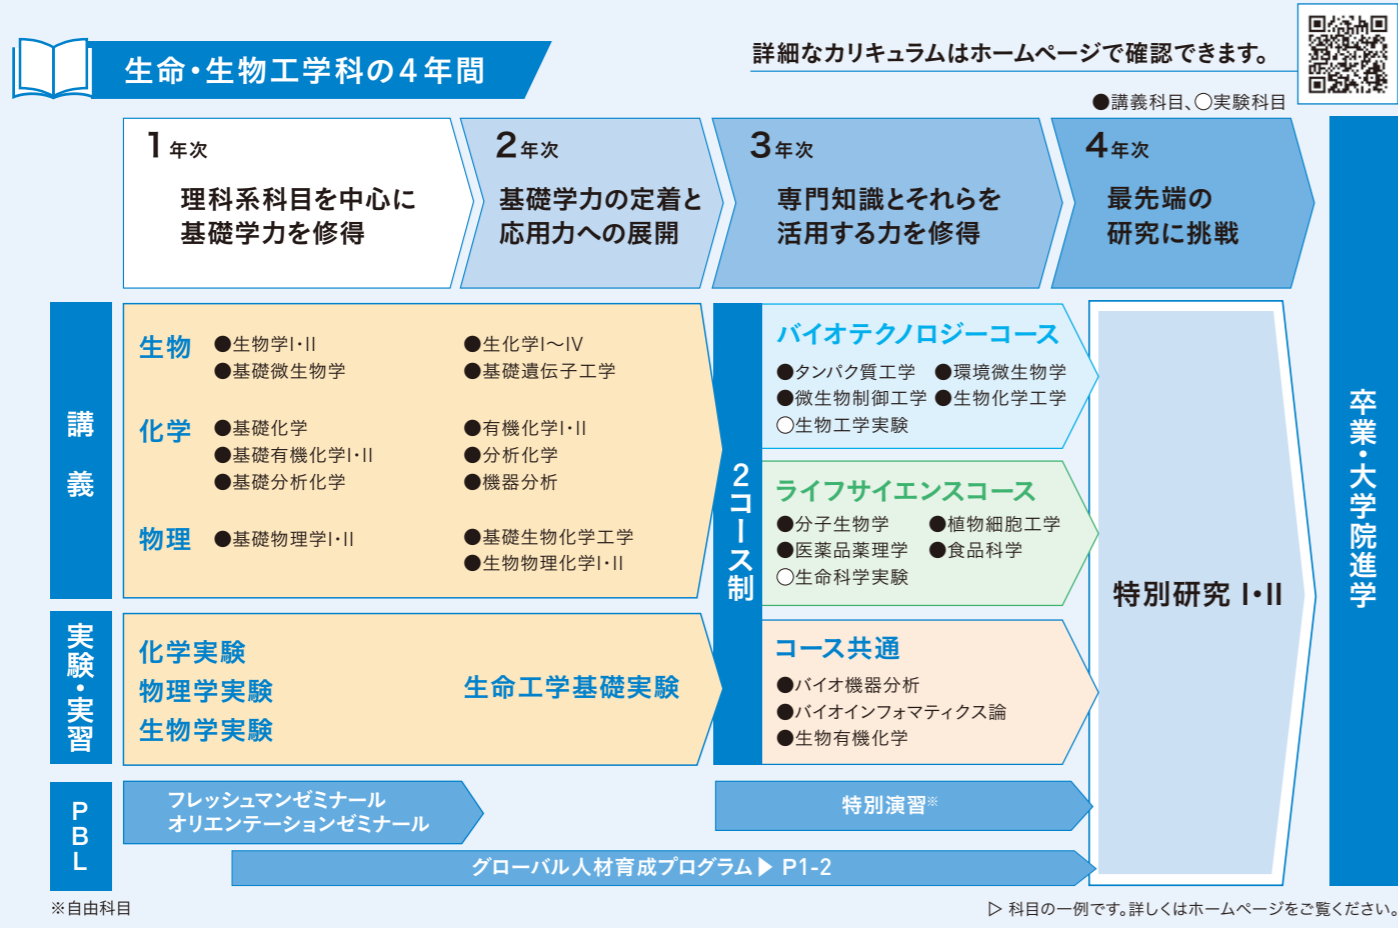 生命・生物工学科の4年間
詳細なカリキュラムはホームページで確認できます。
●講義科目、○実験科目
1年次
理科系科目を中心に
基礎学力を修得
2年次
基礎学力の定着と
応用力への展開
3年次
専門知識とそれらを
活用する力を修得
4年次
最先端の
研究に挑戦
講義
生物
●生物学I・II
●基礎微生物学
●生化学I～IV
●基礎遺伝子工学
化学
●基礎化学
●基礎有機化学I・II
●基礎分析化学
●有機化学I・II
●分析化学
●機器分析
物理
●基礎物理学I・II
●基礎生物化学工学
●生物物理化学I・II
実験・実習
化学実験
物理学実験
生物学実験
生命工学基礎実験
2コース制
バイオテクノロジーコース
●タンパク質工学 ●環境微生物学
●微生物制御工学 ●生物化学工学
○生物工学実験
ライフサイエンスコース
●分子生物学 ●植物細胞工学
●医薬品薬理学 ●食品科学
○生命科学実験
コース共通
●バイオ機器分析
●バイオインフォマティクス論
●生物有機化学
特別研究 I・II
卒業・大学院進学
PBL
フレッシュマンゼミナール
オリエンテーションゼミナール
特別演習※
グローバル人材育成プログラム▶ P1-2
※自由科目
▷ 科目の一例です。詳しくはホームページをご覧ください。